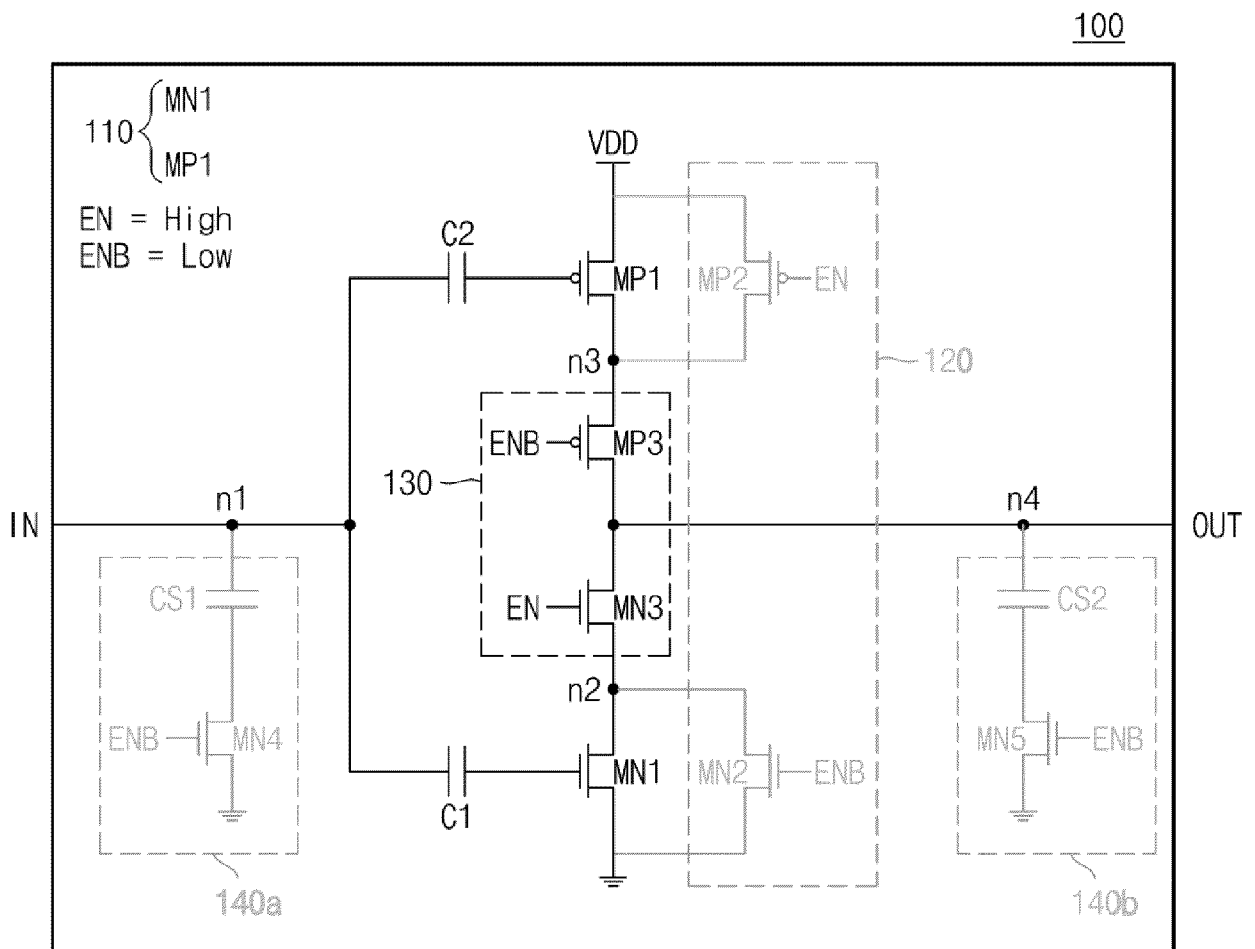 100
110 { MN1
MP1
EN = High
ENB = Low
VDD
C2
MP1
MP2
EN
n3
120
ENB
MP3
130
n1
n4
IN
OUT
CS1
EN
MN3
CS2
n2
ENB
MN4
MN1
MN2
ENB
MN5
ENB
C1
140a
140b